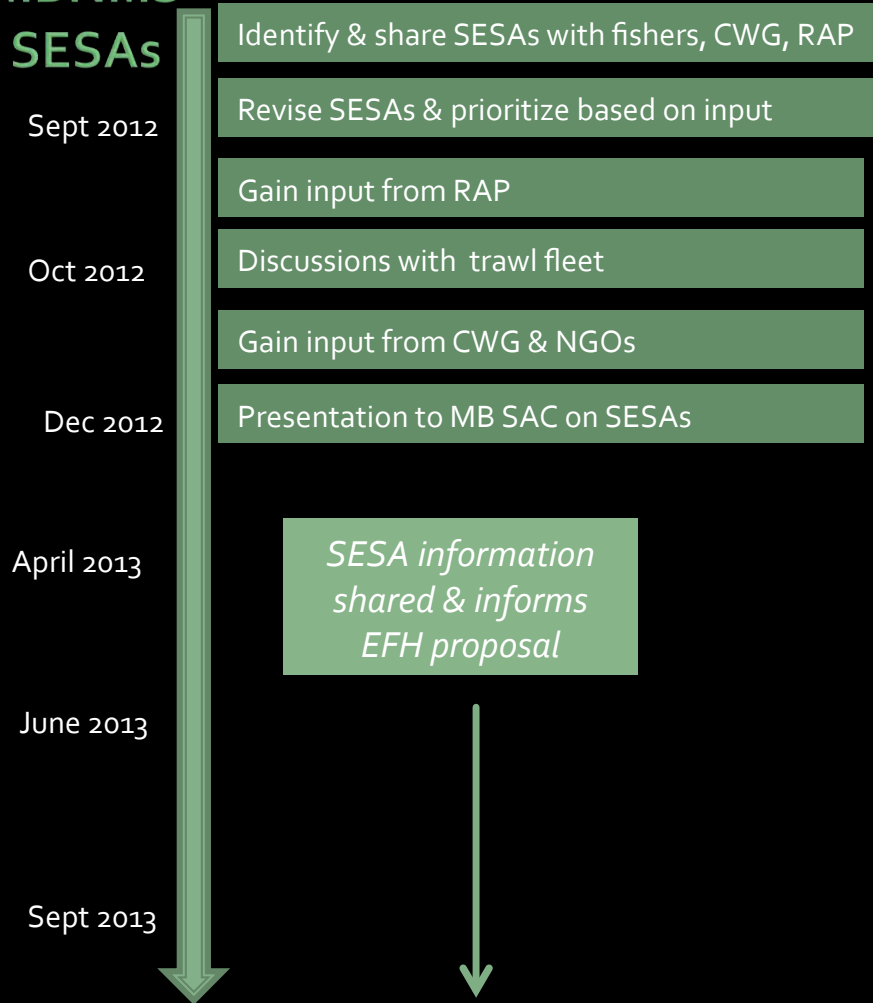 SESAs
Identify & share SESAs with fishers, CWG, RAP
Sept 2012
Revise SESAs & prioritize based on input
Gain input from RAP
Oct 2012
Discussions with trawl fleet
Gain input from CWG & NGOs
Dec 2012
Presentation to MB SAC on SESAs
April 2013
SESA information
shared & informs
EFH proposal
June 2013
Sept 2013